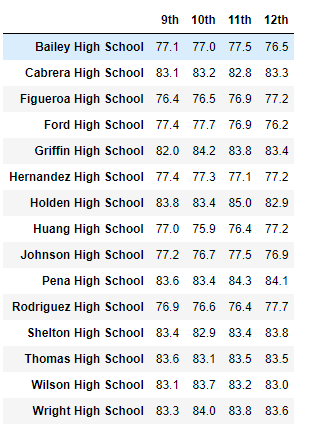 9th 10th 11th 12th
Bailey High School 77.1 77.0 77.5 76.5
Cabrera High School 83.1 83.2 82.8 83.3
Figueroa High School 76.4 76.5 76.9 77.2
Ford High School 77.4 77.7 76.9 76.2
Griffin High School 82.0 84.2 83.8 83.4
Hernandez High School 77.4 77.3 77.1 77.2
Holden High School 83.8 83.4 85.0 82.9
Huang High School 77.0 75.9 76.4 77.2
Johnson High School 77.2 76.7 77.5 76.9
Pena High School 83.6 83.4 84.3 84.1
Rodriguez High School 76.9 76.6 76.4 77.7
Shelton High School 83.4 82.9 83.4 83.8
Thomas High School 83.6 83.1 83.5 83.5
Wilson High School 83.1 83.7 83.2 83.0
Wright High School 83.3 84.0 83.8 83.6